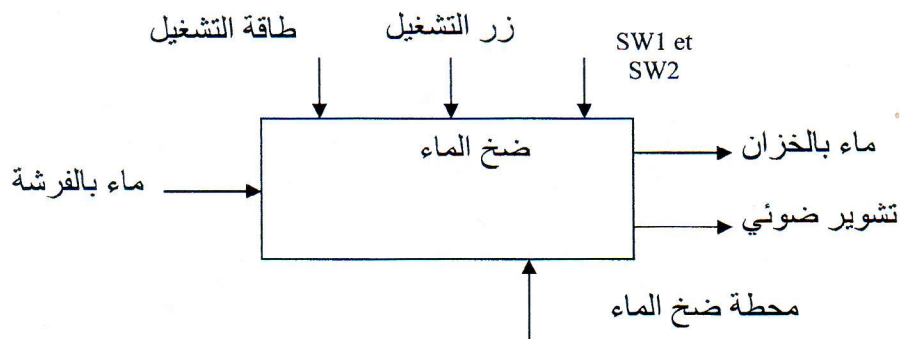 طاقة التشغيل
زر التشغيل
SW1 et
SW2
ضخ الماء
ماء بالخزان
ماء بالفرشة
تشوير ضوئي
محطة ضخ الماء